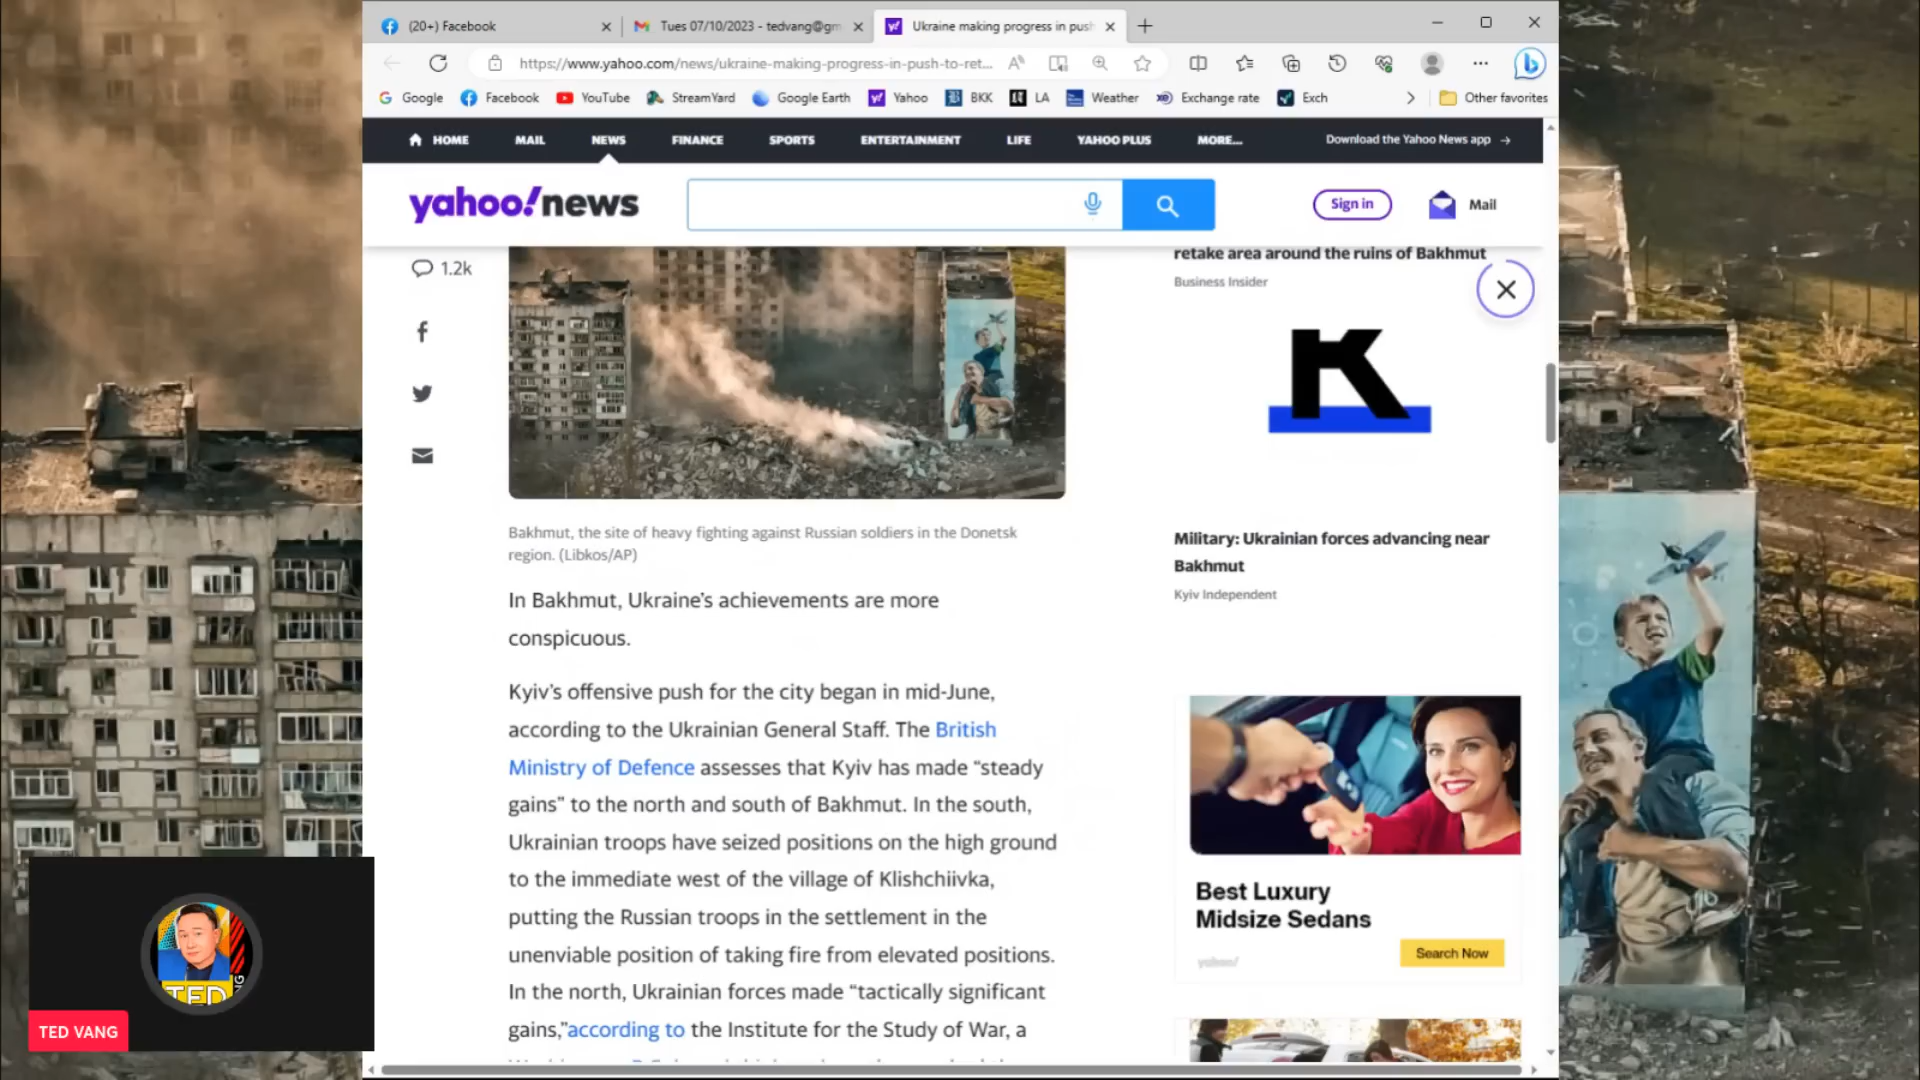 (20+) Facebook
Tues 07/10/2023 - tedvang@gm
Ukraine making progress in push
https://www.yahoo.com/news/ukraine-making-progress-in-push-to-ret...
Google
Facebook
YouTube
StreamYard
Google Earth
Yahoo
BKK
LA
Weather
Exchange rate
Exch
Other favorites
HOME
MAIL
NEWS
FINANCE
SPORTS
ENTERTAINMENT
LIFE
YAHOO PLUS
MORE...
Download the Yahoo News app
yahoo!news
Sign in
Mail
1.2k
Bakhmut, the site of heavy fighting against Russian soldiers in the Donetsk
region. (Libkos/AP)
In Bakhmut, Ukraine's achievements are more
conspicuous.
Kyiv's offensive push for the city began in mid-June,
according to the Ukrainian General Staff. The British
Ministry of Defence assesses that Kyiv has made “steady
gains” to the north and south of Bakhmut. In the south,
Ukrainian troops have seized positions on the high ground
to the immediate west of the village of Klishchiivka,
putting the Russian troops in the settlement in the
unenviable position of taking fire from elevated positions.
In the north, Ukrainian forces made “tactically significant
gains,”according to the Institute for the Study of War, a
retake area around the ruins of Bakhmut
Business Insider
K
Military: Ukrainian forces advancing near
Bakhmut
Kyiv Independent
Best Luxury
Midsize Sedans
Search Now
yahoo!
TED
TED VANG